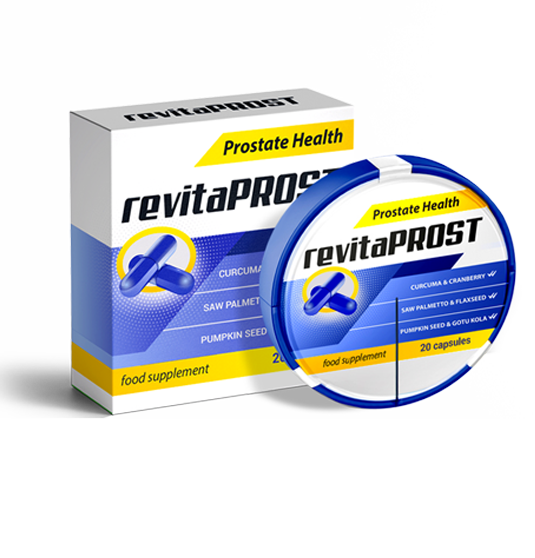 revitaPROST
Prostate Health
revitaPROST
CURCUMA
SAW PALMETTO
PUMPKIN SEED
food supplement
Prostate Health
revitaPROST
CURCUMA & CRANBERRY
SAW PALMETTO & FLAXSEED
PUMPKIN SEED & GOTU KOLA
20 capsules
food supplement